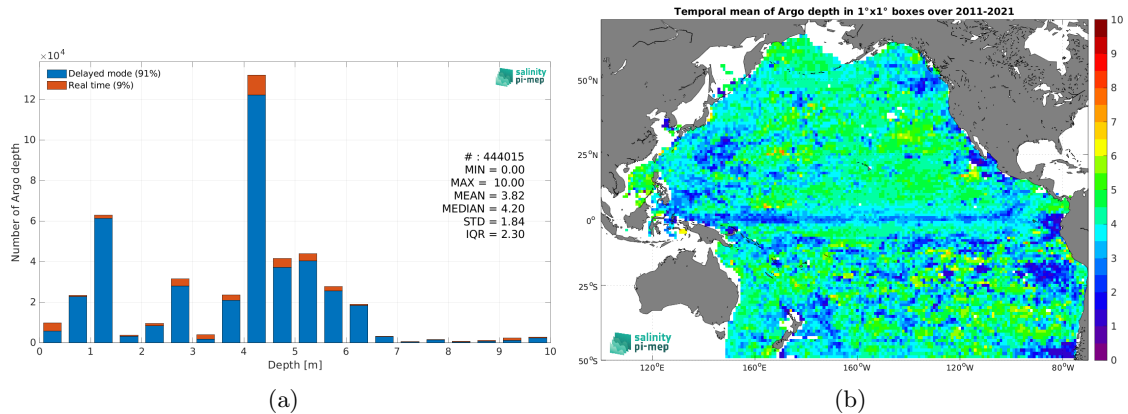 ×10⁴
Delayed mode (91%)
Real time (9%)
salinity
pi-mep
12
10
8
6
4
2
0
Number of Argo depth
# : 444015
MIN = 0.00
MAX = 10.00
MEAN = 3.82
MEDIAN = 4.20
STD = 1.84
IQR = 2.30
0 1 2 3 4 5 6 7 8 9 10
Depth [m]
(a)
Temporal mean of Argo depth in 1°x1° boxes over 2011-2021
50°N
25°N
0°
25°S
50°S
120°E 160°E 160°W 120°W 80°W
salinity
pi-mep
10
9
8
7
6
5
4
3
2
1
0
(b)